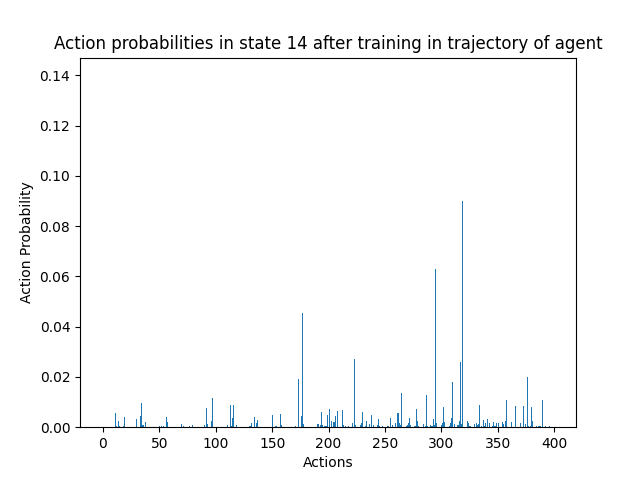 Action probabilities in state 14 after training in trajectory of agent
0.14
0.12
0.10
0.08
0.06
0.04
0.02
0.00
Action Probability
0 50 100 150 200 250 300 350 400
Actions